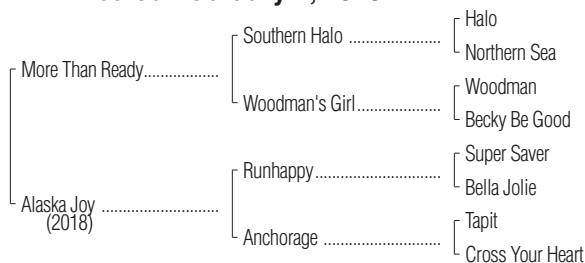 Halo
Southern Halo ....................
Northern Sea
More Than Ready.................
Woodman
Woodman's Girl......................
Becky Be Good
Super Saver
Runhappy................................
Bella Jolie
Alaska Joy ...........................
(2018)
Tapit
Anchorage ............................
Cross Your Heart